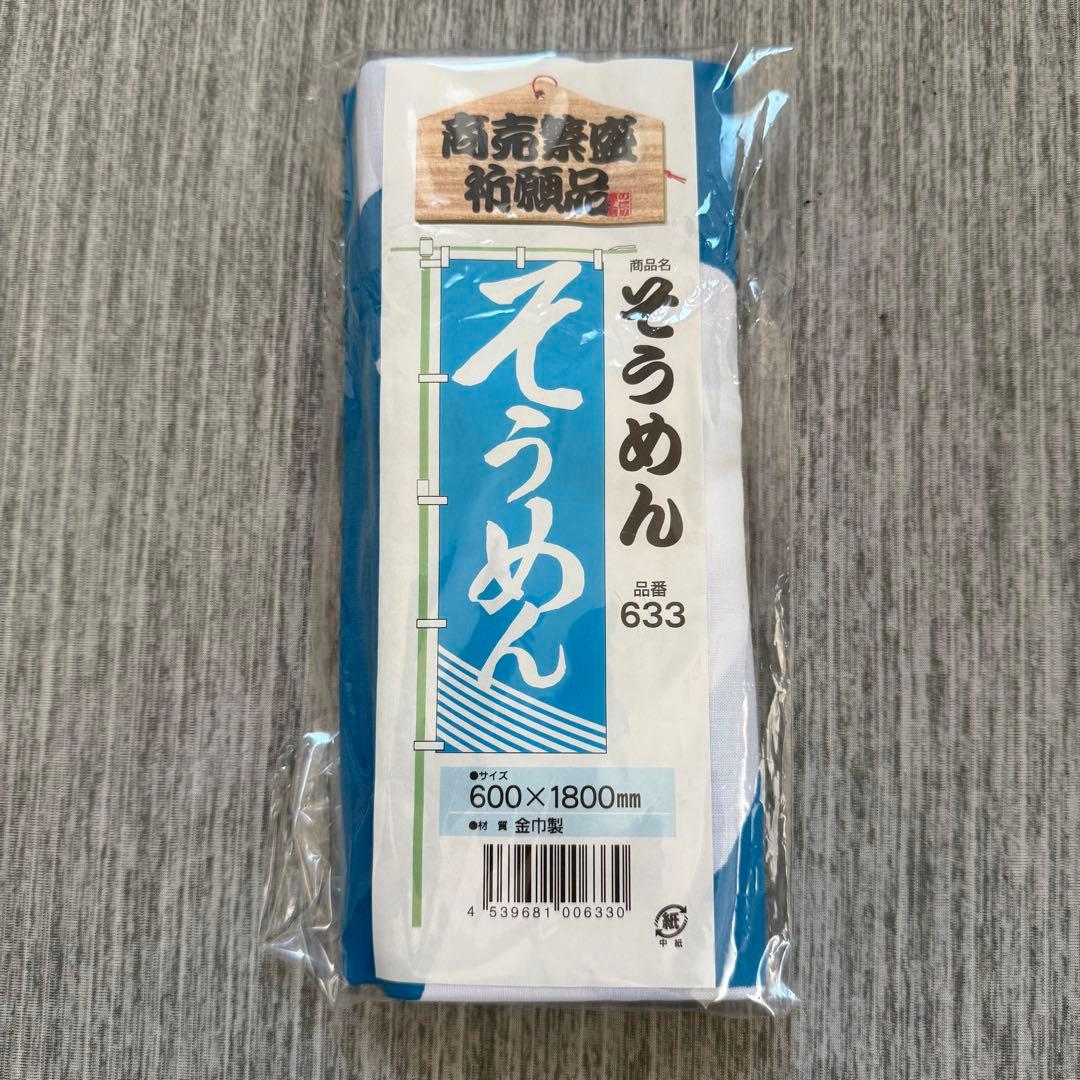 商売繁盛
祈願品
そうめん
商品名
そうめん
品番
633
●サイズ
600×1800mm
●材 質 金巾製
4 539681 006330
紙
中 紙